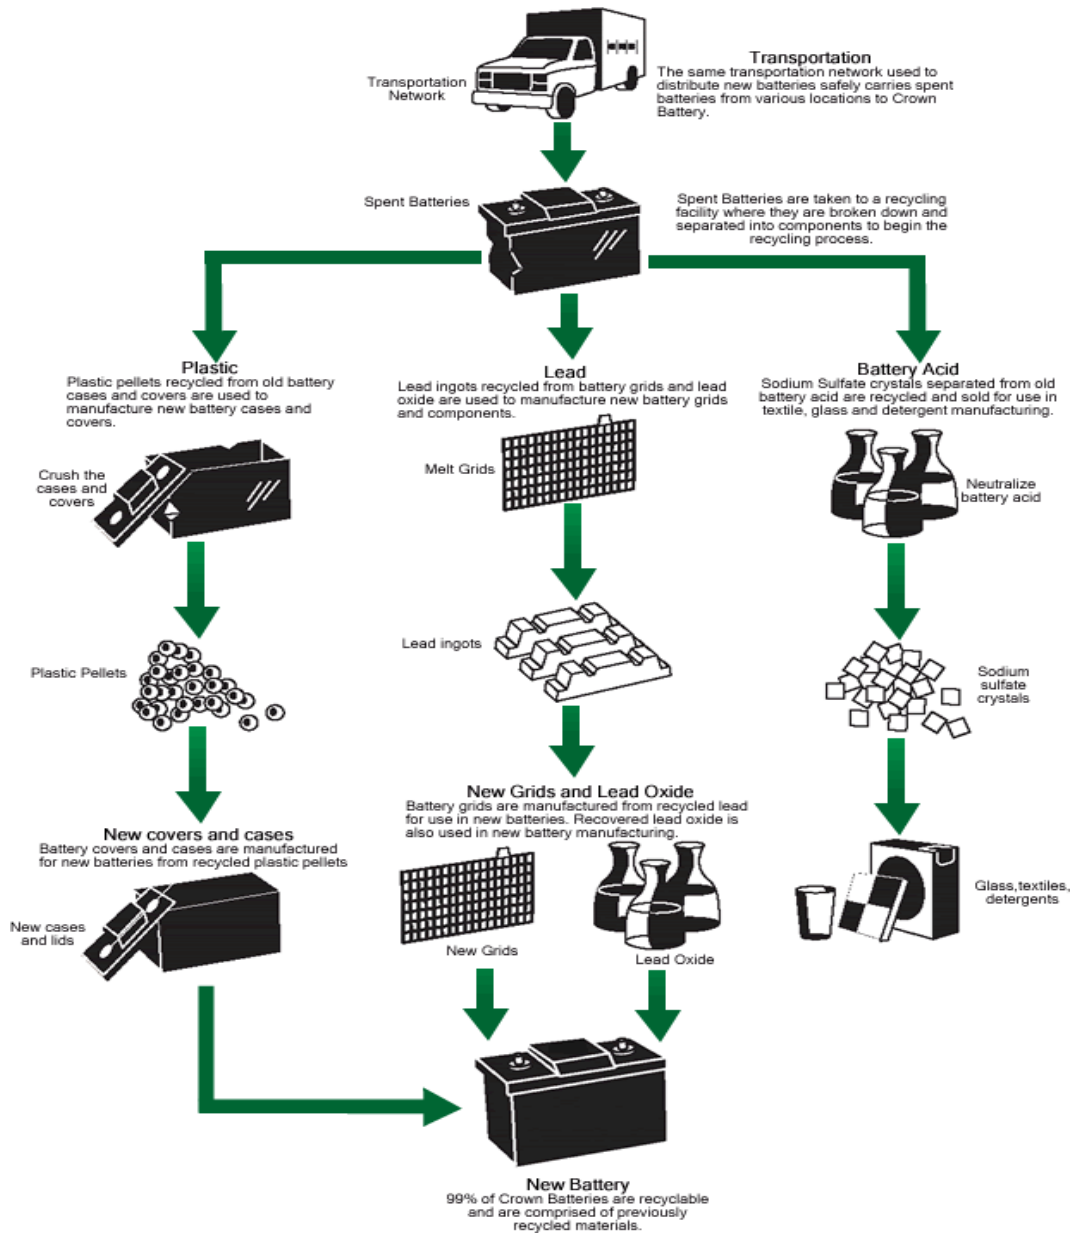 Transportation
Network
Transportation
The same transportation network used to
distribute new batteries safely carries spent
batteries from various locations to Crown
Battery.
Spent Batteries
Spent Batteries are taken to a recycling
facility where they are broken down and
separated into components to begin the
recycling process.
Plastic
Plastic pellets recycled from old battery
cases and covers are used to
manufacture new battery cases and
covers.
Lead
Lead ingots recycled from battery grids and lead
oxide are used to manufacture new battery grids
and components.
Battery Acid
Sodium Sulfate crystals separated from old
battery acid are recycled and sold for use in
textile, glass and detergent manufacturing.
Crush the
cases and
covers
Melt Grids
Neutralize
battery acid
Plastic Pellets
Lead ingots
Sodium
sulfate
crystals
New covers and cases
Battery covers and cases are manufactured
for new batteries from recycled plastic pellets
New Grids and Lead Oxide
Battery grids are manufactured from recycled lead
for use in new batteries. Recovered lead oxide is
also used in new battery manufacturing.
New cases
and lids
New Grids
Lead Oxide
Glass,textiles,
detergents
New Battery
99% of Crown Batteries are recyclable
and are comprised of previously
recycled materials.